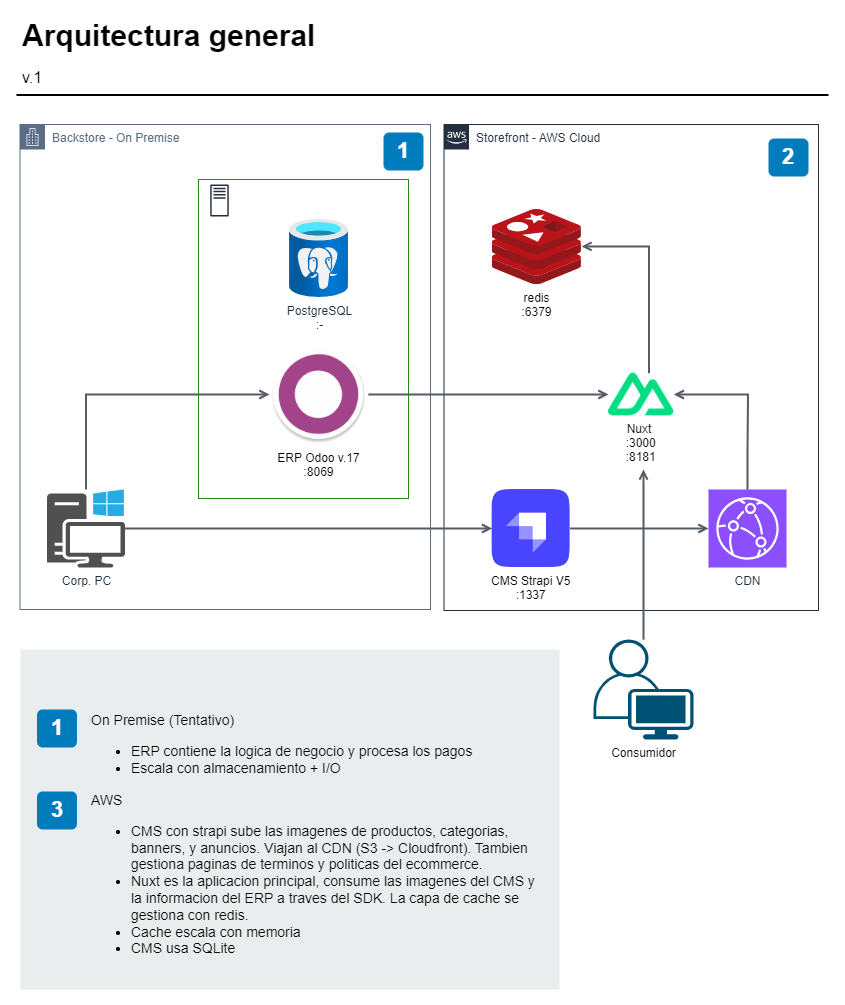 Arquitectura general
v.1
Backstore - On Premise
1
aws
Storefront - AWS Cloud
2
PostgreSQL
:-
redis
:6379
ERP Odoo v.17
:8069
Nuxt
:3000
:8181
Corp. PC
CMS Strapi V5
:1337
CDN
Consumidor
1
On Premise (Tentativo)
• ERP contiene la logica de negocio y procesa los pagos
• Escala con almacenamiento + I/O
3
AWS
• CMS con strapi sube las imagenes de productos, categorias,
banners, y anuncios. Viajan al CDN (S3 -> Cloudfront). Tambien
gestiona paginas de terminos y politicas del ecommerce.
• Nuxt es la aplicacion principal, consume las imagenes del CMS y
la informacion del ERP a traves del SDK. La capa de cache se
gestiona con redis.
• Cache escala con memoria
• CMS usa SQLite